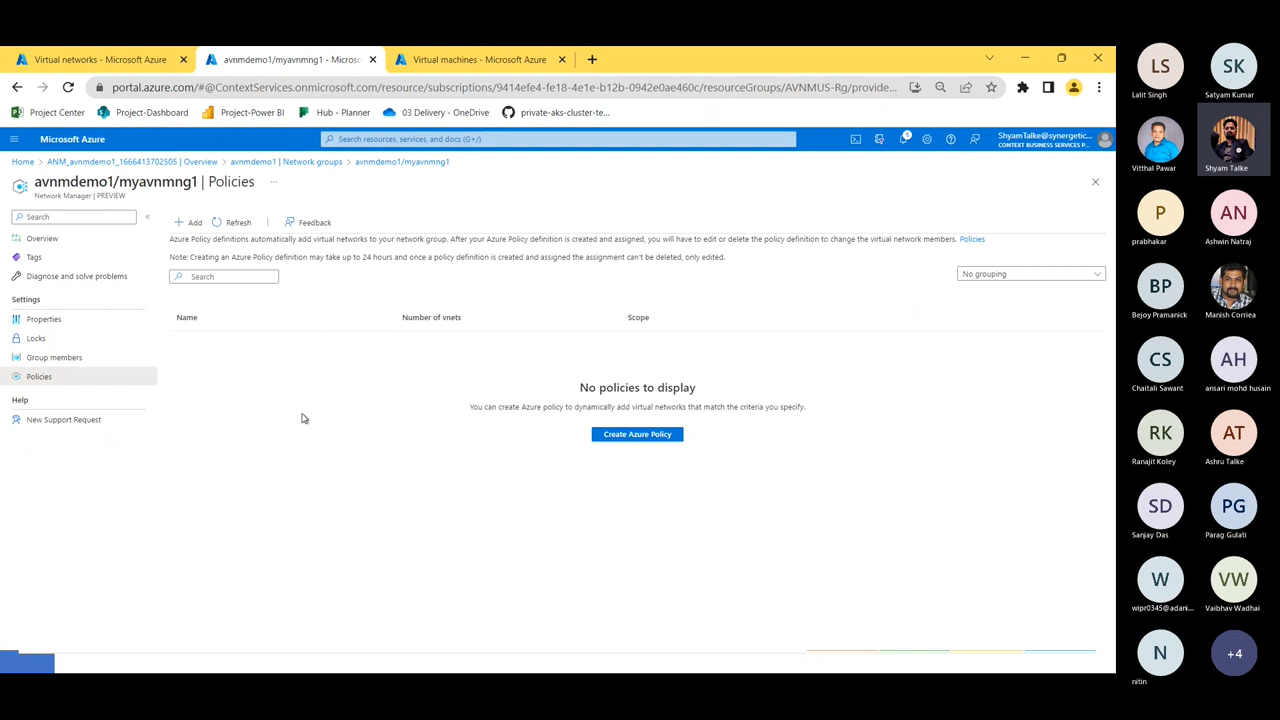 Virtual networks - Microsoft Azure
avnmdemo1/myavnmng1 - Microso
Virtual machines - Microsoft Azure
portal.azure.com/#@ContextServices.onmicrosoft.com/resource/subscriptions/9414efe4-fe18-4e1e-b12b-0942e0ae460c/resourceGroups/AVNMUS-Rg/provide...
Project Center
Project-Dashboard
Project-Power BI
Hub - Planner
03 Delivery - OneDrive
private-aks-cluster-te...
Microsoft Azure
Search resources, services, and docs (G+/)
6
ShyamTalke@synergetic...
CONTEXT BUSINESS SERVICES P...
Home > ANM_avnmdemo1_1666413702505 | Overview > avnmdemo1 | Network groups > avnmdemo1/myavnmng1
avnmdemo1/myavnmng1 | Policies ...
Network Manager | PREVIEW
Search
Overview
Tags
Diagnose and solve problems
Settings
Properties
Locks
Group members
Policies
Help
New Support Request
Add
Refresh
Feedback
Azure Policy definitions automatically add virtual networks to your network group. After your Azure Policy definition is created and assigned, you will have to edit or delete the policy definition to change the virtual network members. Policies
Note: Creating an Azure Policy definition may take up to 24 hours and once a policy definition is created and assigned the assignment can't be deleted, only edited.
Search
No grouping
Name
Number of vnets
Scope
No policies to display
You can create Azure policy to dynamically add virtual networks that match the criteria you specify.
Create Azure Policy
LS
SK
Lalit Singh
Satyam Kumar
Vitthal Pawar
Shyam Talke
P
AN
prabhakar
Ashwin Natraj
BP
Bejoy Pramanick
Manish Corriea
CS
AH
Chaitali Sawant
ansari mohd husain
RK
AT
Ranajit Koley
Ashru Talke
SD
PG
Sanjay Das
Parag Gulati
W
VW
wipr0345@adani...
Vaibhav Wadhai
N
+4
nitin